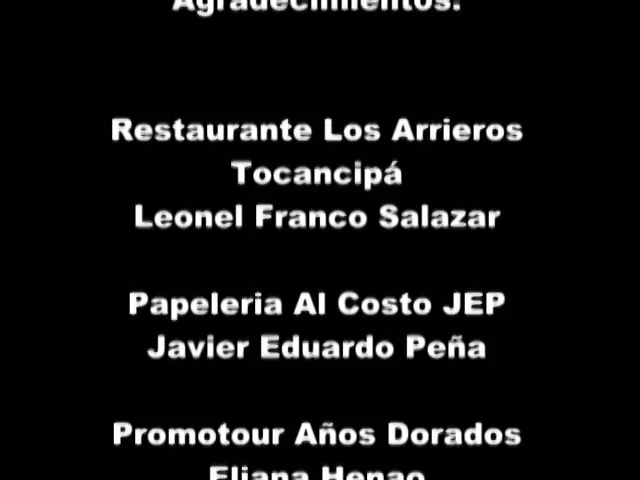 Agradecimientos:
Restaurante Los Arrieros
Tocancipá
Leonel Franco Salazar
Papeleria Al Costo JEP
Javier Eduardo Peña
Promotour Años Dorados
Eliana Henao